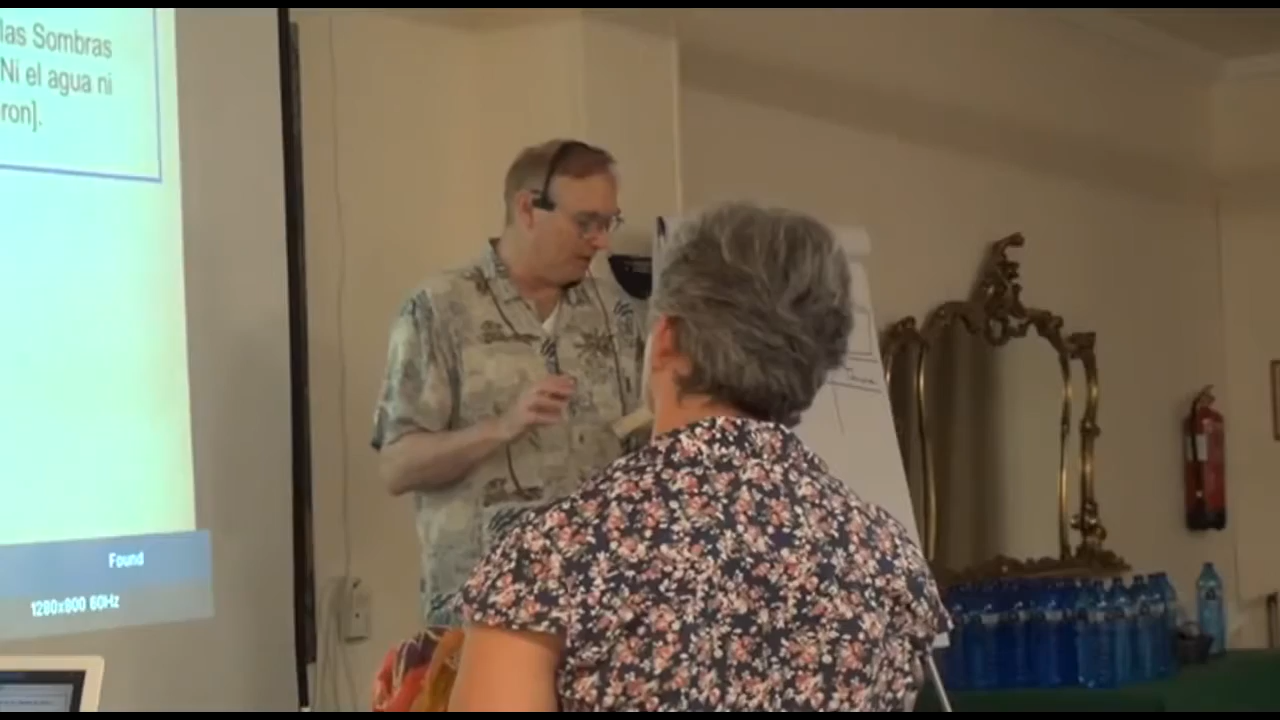 las Sombras
Ni el agua ni
ron].
Found
1280x800 60Hz